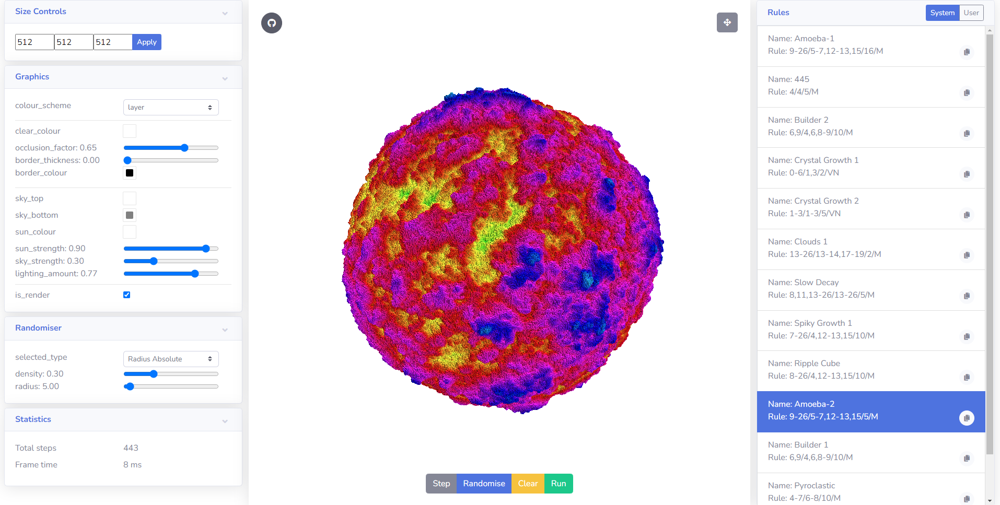 Size Controls
512 512 512 Apply
Graphics
colour_scheme layer
clear_colour
occlusion_factor: 0.65
border_thickness: 0.00
border_colour
sky_top
sky_bottom
sun_colour
sun_strength: 0.90
sky_strength: 0.30
lighting_amount: 0.77
is_render
Randomiser
selected_type Radius Absolute
density: 0.30
radius: 5.00
Statistics
Total steps 443
Frame time 8 ms
Step Randomise Clear Run
Rules System User
Name: Amoeba-1
Rule: 9-26/5-7,12-13,15/16/M
Name: 445
Rule: 4/4/5/M
Name: Builder 2
Rule: 6,9/4,6,8-9/10/M
Name: Crystal Growth 1
Rule: 0-6/1,3/2/VN
Name: Crystal Growth 2
Rule: 1-3/1-3/5/VN
Name: Clouds 1
Rule: 13-26/13-14,17-19/2/M
Name: Slow Decay
Rule: 8,11,13-26/13-26/5/M
Name: Spiky Growth 1
Rule: 7-26/4,12-13,15/10/M
Name: Ripple Cube
Rule: 8-26/4,12-13,15/10/M
Name: Amoeba-2
Rule: 9-26/5-7,12-13,15/5/M
Name: Builder 1
Rule: 6,9/4,6,8-9/10/M
Name: Pyroclastic
Rule: 4-7/6-8/10/M